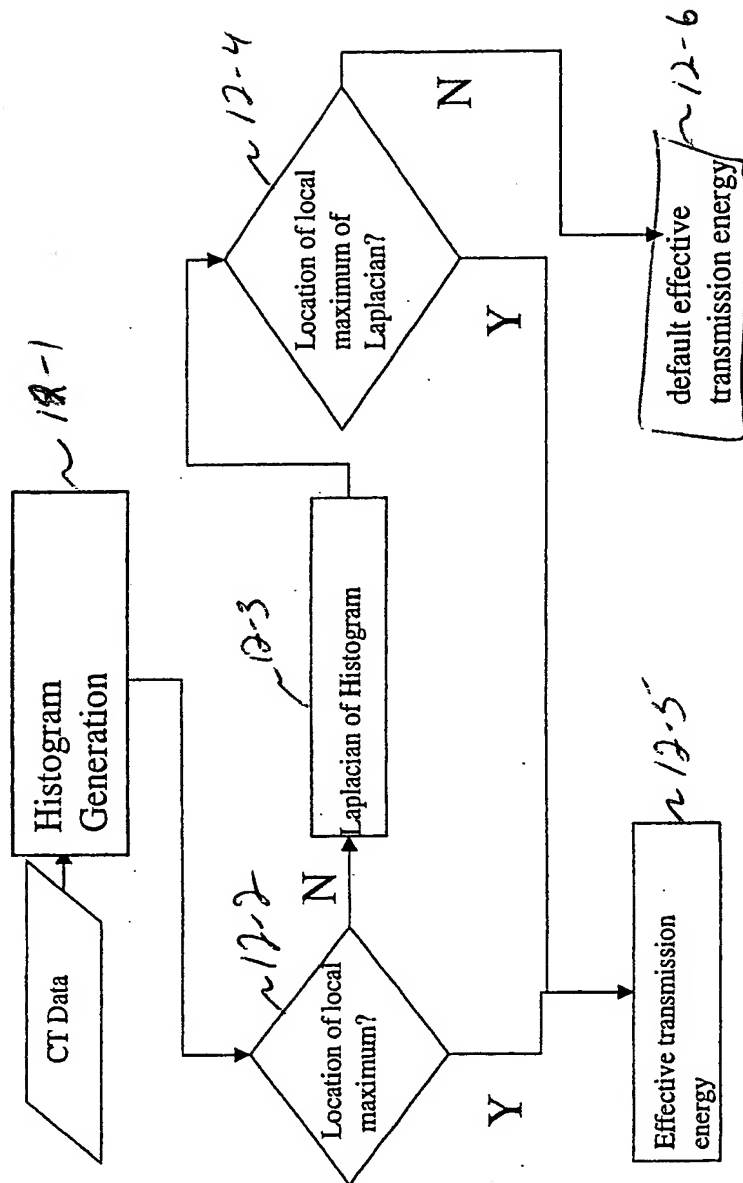 CT Data
Histogram
Generation
12-1
Location of local
maximum?
12-2
N
Y
Laplacian of Histogram
12-3
Location of local
maximum of
Laplacian?
12-4
N
Y
Effective transmission
energy
12-5
default effective
transmission energy
12-6